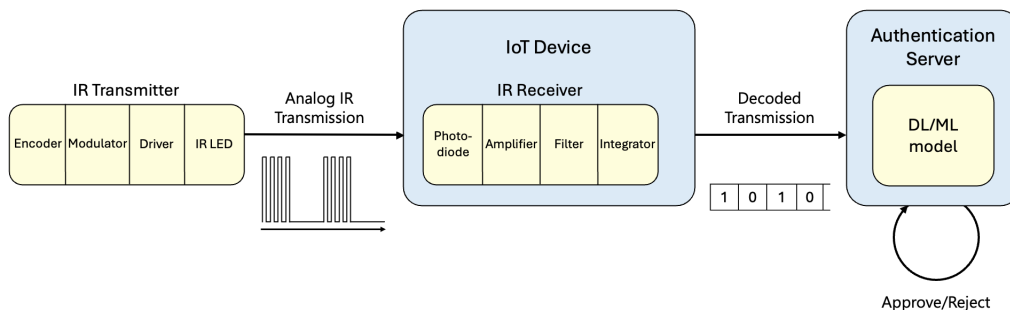 IR Transmitter
Encoder
Modulator
Driver
IR LED
Analog IR
Transmission
IoT Device
IR Receiver
Photo-
diode
Amplifier
Filter
Integrator
Decoded
Transmission
1 0 1 0
Authentication
Server
DL/ML
model
Approve/Reject